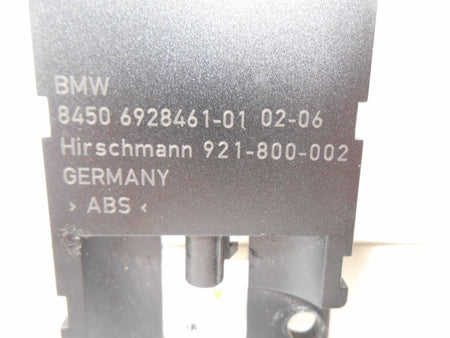 BMW
8450 6928461-01 02-06
Hirschmann 921-800-002
GERMANY
> ABS <